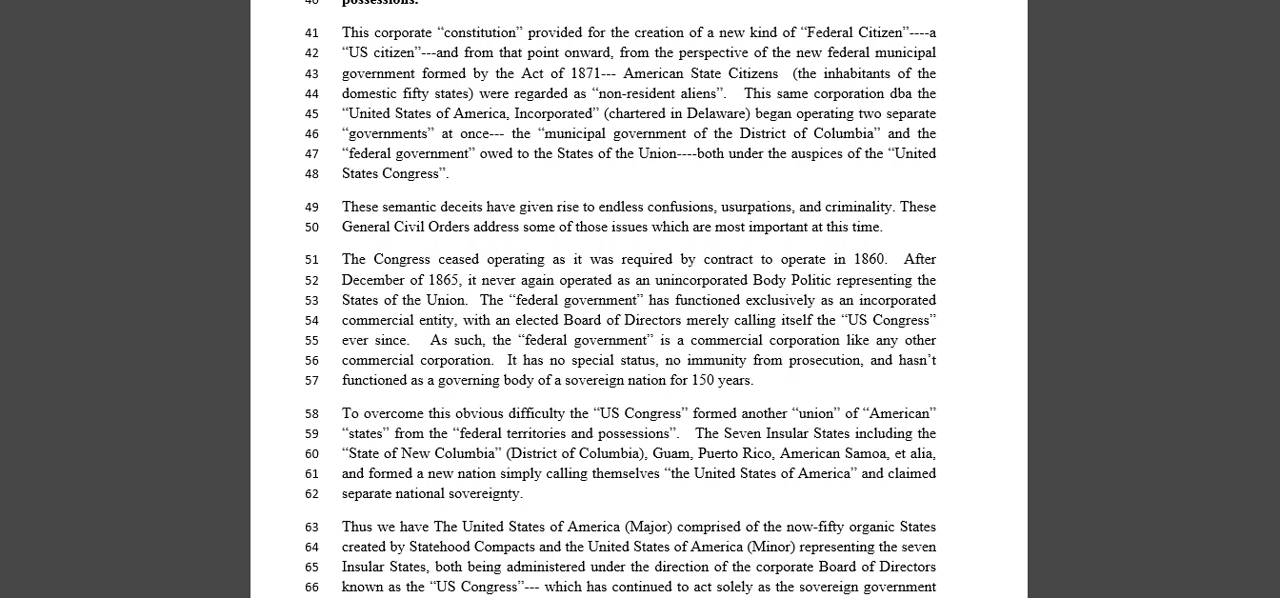 40 possessions.
41 This corporate “constitution” provided for the creation of a new kind of “Federal Citizen”----a
42 “US citizen”---and from that point onward, from the perspective of the new federal municipal
43 government formed by the Act of 1871--- American State Citizens (the inhabitants of the
44 domestic fifty states) were regarded as “non-resident aliens”. This same corporation dba the
45 “United States of America, Incorporated” (chartered in Delaware) began operating two separate
46 “governments” at once--- the “municipal government of the District of Columbia” and the
47 “federal government” owed to the States of the Union----both under the auspices of the “United
48 States Congress”.
49 These semantic deceits have given rise to endless confusions, usurpations, and criminality. These
50 General Civil Orders address some of those issues which are most important at this time.
51 The Congress ceased operating as it was required by contract to operate in 1860. After
52 December of 1865, it never again operated as an unincorporated Body Politic representing the
53 States of the Union. The “federal government” has functioned exclusively as an incorporated
54 commercial entity, with an elected Board of Directors merely calling itself the “US Congress”
55 ever since. As such, the “federal government” is a commercial corporation like any other
56 commercial corporation. It has no special status, no immunity from prosecution, and hasn’t
57 functioned as a governing body of a sovereign nation for 150 years.
58 To overcome this obvious difficulty the “US Congress” formed another “union” of “American”
59 “states” from the “federal territories and possessions”. The Seven Insular States including the
60 “State of New Columbia” (District of Columbia), Guam, Puerto Rico, American Samoa, et alia,
61 and formed a new nation simply calling themselves “the United States of America” and claimed
62 separate national sovereignty.
63 Thus we have The United States of America (Major) comprised of the now-fifty organic States
64 created by Statehood Compacts and the United States of America (Minor) representing the seven
65 Insular States, both being administered under the direction of the corporate Board of Directors
66 known as the “US Congress”--- which has continued to act solely as the sovereign government